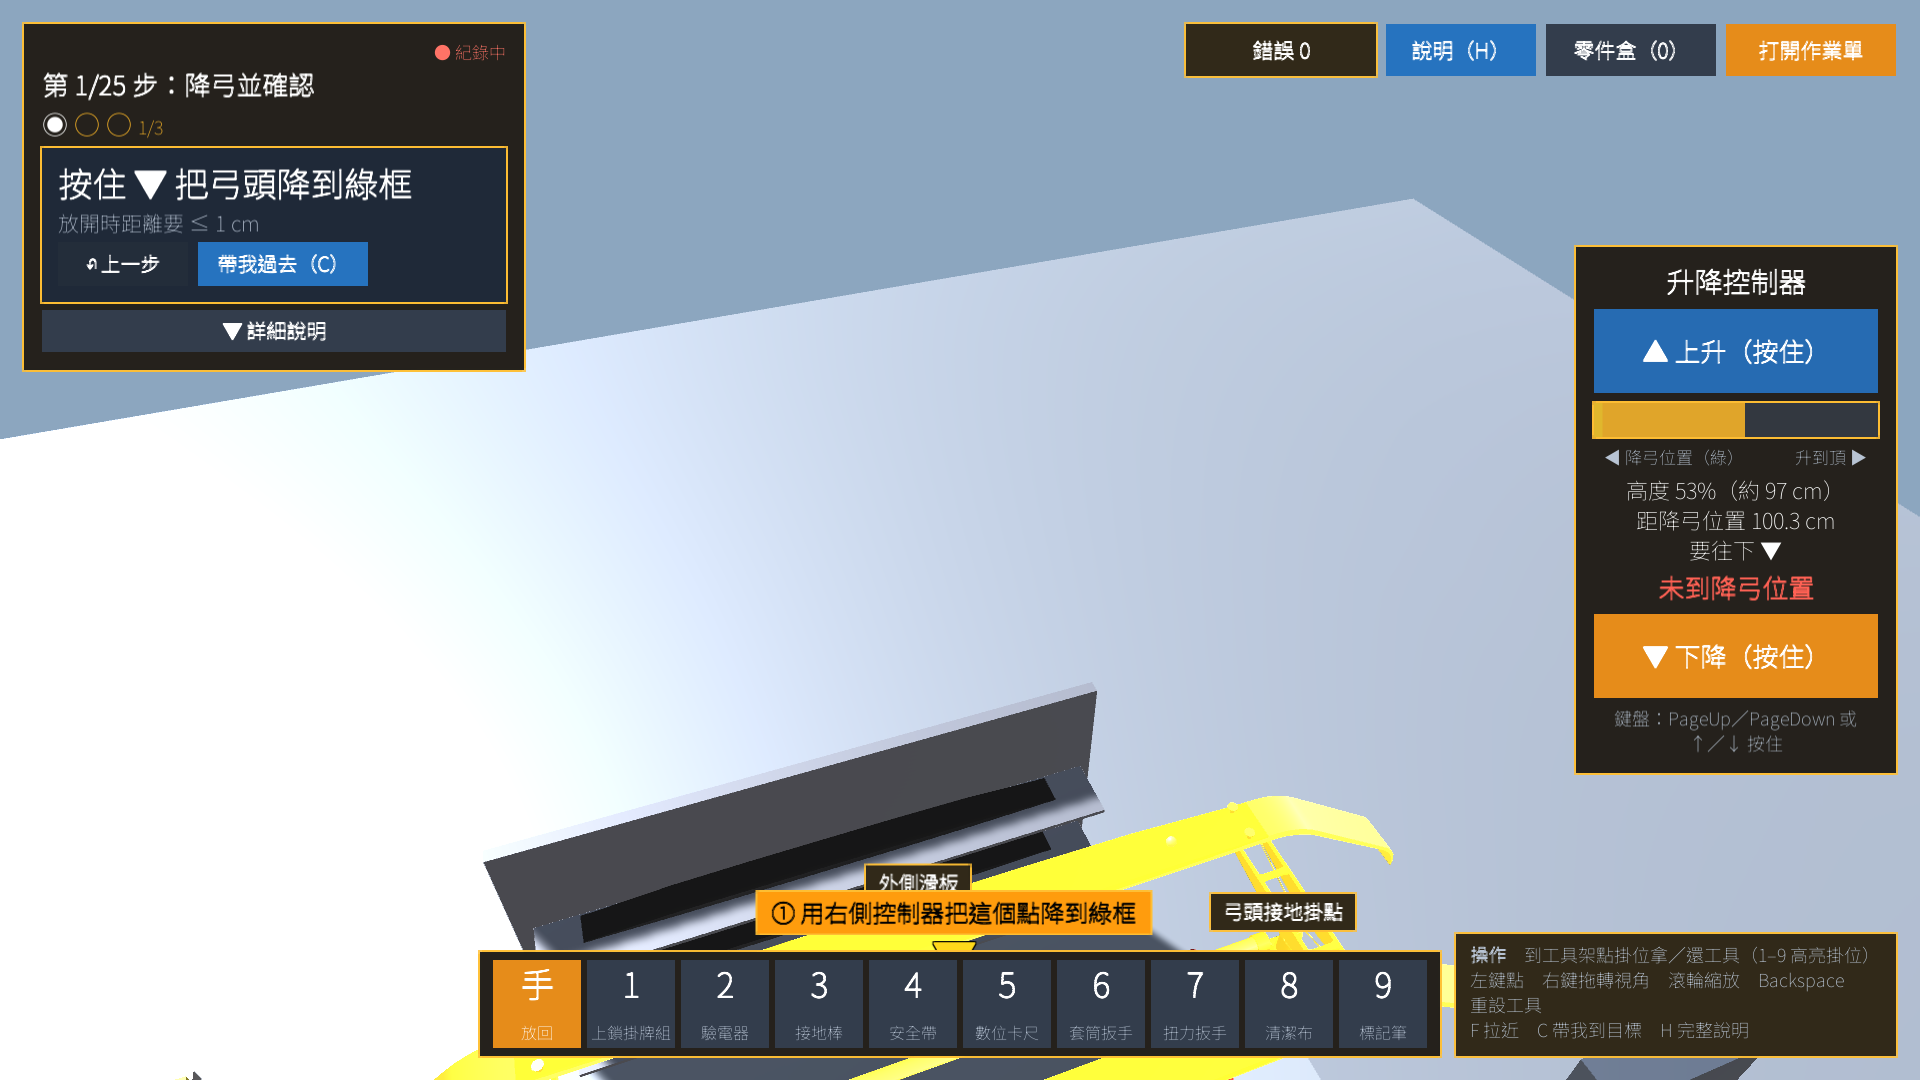 紀錄中
第 1/25 步：降弓並確認
1/3
按住 ▼ 把弓頭降到綠框
放開時距離要 ≤ 1 cm
↶ 上一步
帶我過去（C）
▼ 詳細說明
錯誤 0
說明（H）
零件盒（0）
打開作業單
升降控制器
▲ 上升（按住）
◀ 降弓位置（綠）
升到頂 ▶
高度 53%（約 97 cm）
距降弓位置 100.3 cm
要往下 ▼
未到降弓位置
▼ 下降（按住）
鍵盤：PageUp／PageDown 或
↑／↓ 按住
外側滑板
① 用右側控制器把這個點降到綠框
弓頭接地掛點
手
放回
1
上鎖掛牌組
2
驗電器
3
接地棒
4
安全帶
5
數位卡尺
6
套筒扳手
7
扭力扳手
8
清潔布
9
標記筆
操作 到工具架點掛位拿／還工具（1–9 高亮掛位）
左鍵點 右鍵拖轉視角 滾輪縮放 Backspace
重設工具
F 拉近 C 帶我到目標 H 完整說明